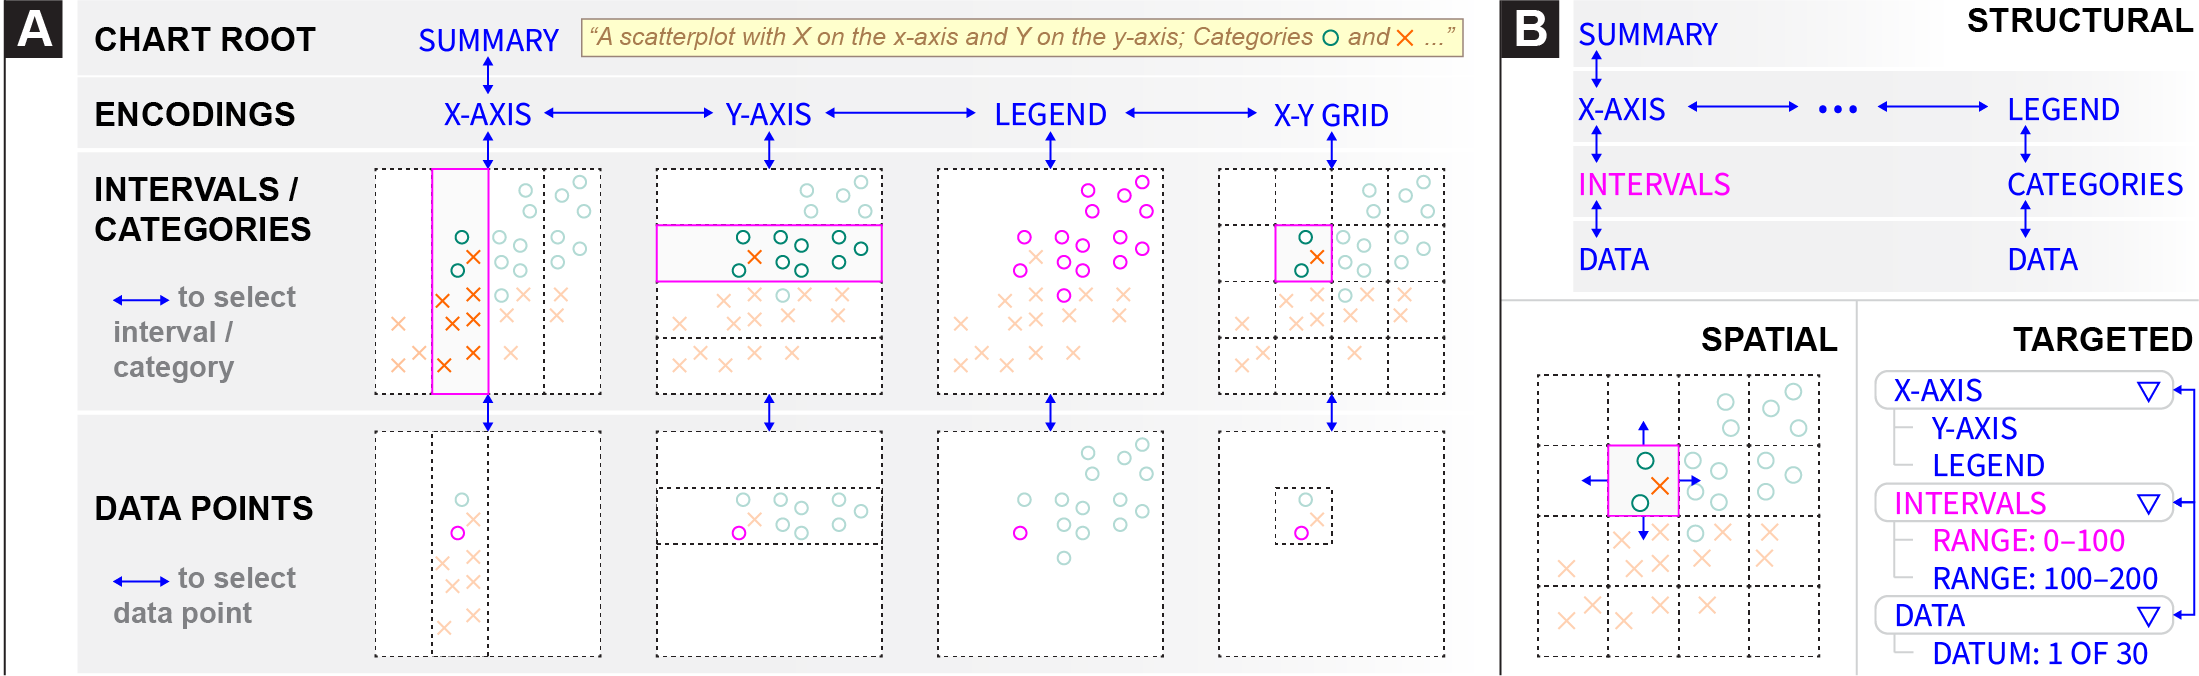 A
CHART ROOT
SUMMARY
“A scatterplot with X on the x-axis and Y on the y-axis; Categories O and × ...”
ENCODINGS
X-AXIS
Y-AXIS
LEGEND
X-Y GRID
INTERVALS /
CATEGORIES
to select
interval /
category
DATA POINTS
to select
data point
B
STRUCTURAL
SUMMARY
X-AXIS
•••
LEGEND
INTERVALS
CATEGORIES
DATA
DATA
SPATIAL
TARGETED
X-AXIS
Y-AXIS
LEGEND
INTERVALS
RANGE: 0–100
RANGE: 100–200
DATA
DATUM: 1 OF 30